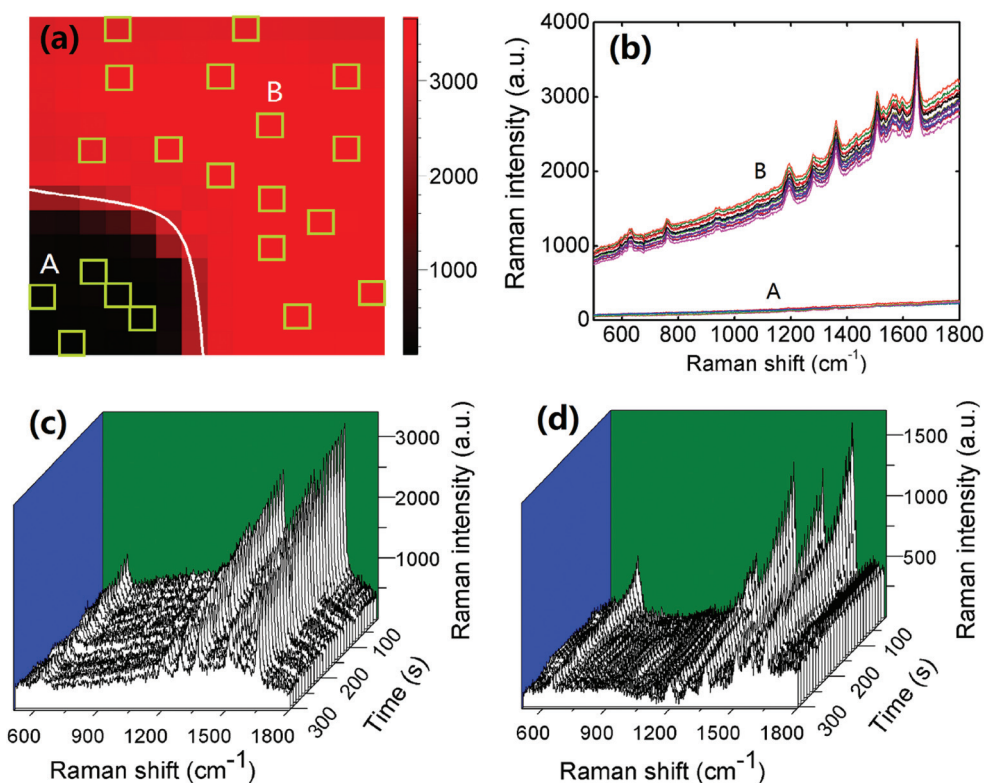 (a)
B
A
3000
2000
1000
(b)
4000
3000
2000
1000
0
Raman intensity (a.u.)
B
A
600 800 1000 1200 1400 1600 1800
Raman shift (cm⁻¹)
(c)
3000
2000
1000
Raman intensity (a.u.)
100
200
300
Time (s)
600 900 1200 1500 1800
Raman shift (cm⁻¹)
(d)
1500
1000
500
Raman intensity (a.u.)
100
200
300
Time (s)
600 900 1200 1500 1800
Raman shift (cm⁻¹)